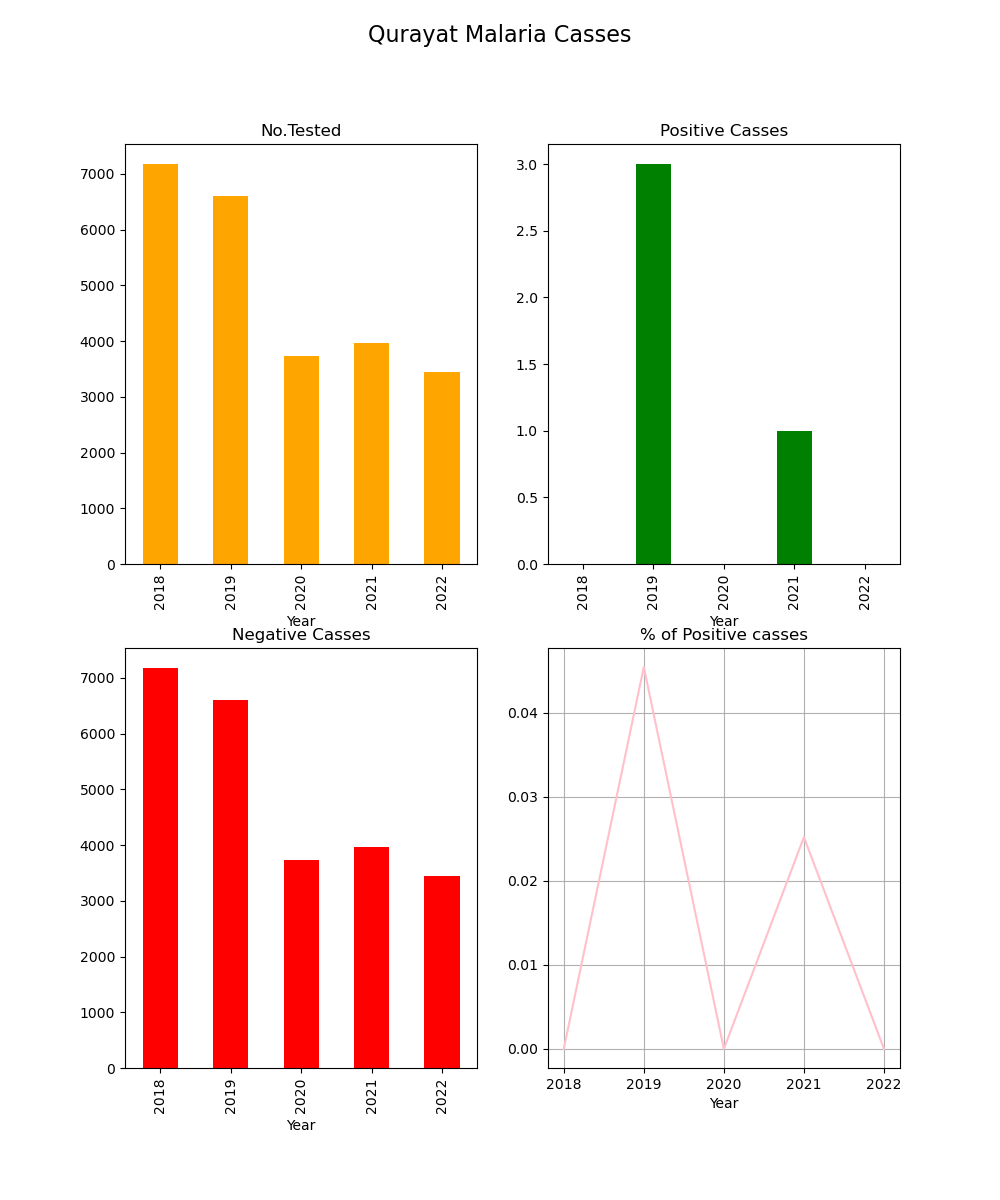 Qurayat Malaria Casses
No.Tested
7000
6000
5000
4000
3000
2000
1000
0
2018 2019 2020 2021 2022
Year
Positive Casses
3.0
2.5
2.0
1.5
1.0
0.5
0.0
2018 2019 2020 2021 2022
Year
Negative Casses
7000
6000
5000
4000
3000
2000
1000
0
2018 2019 2020 2021 2022
Year
% of Positive casses
0.04
0.03
0.02
0.01
0.00
2018 2019 2020 2021 2022
Year